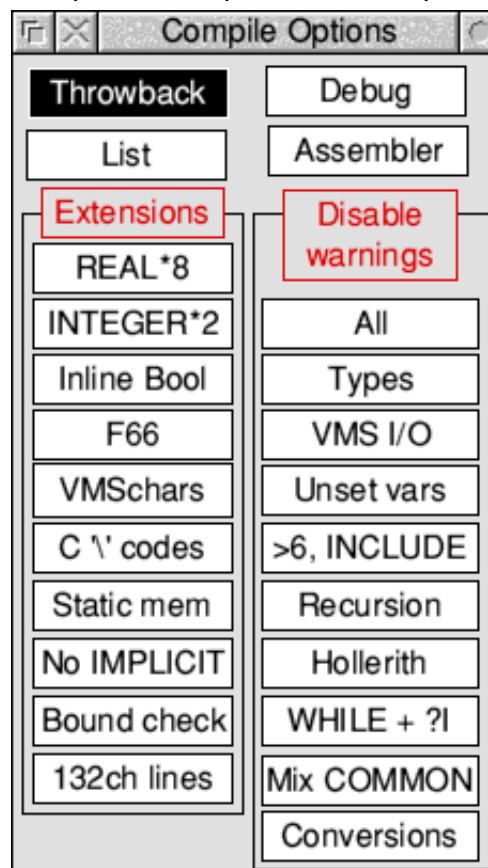 Compile Options
Throwback
Debug
List
Assembler
Extensions
REAL*8
INTEGER*2
Inline Bool
F66
VMSchars
C '\' codes
Static mem
No IMPLICIT
Bound check
132ch lines
Disable
warnings
All
Types
VMS I/O
Unset vars
>6, INCLUDE
Recursion
Hollerith
WHILE + ?I
Mix COMMON
Conversions